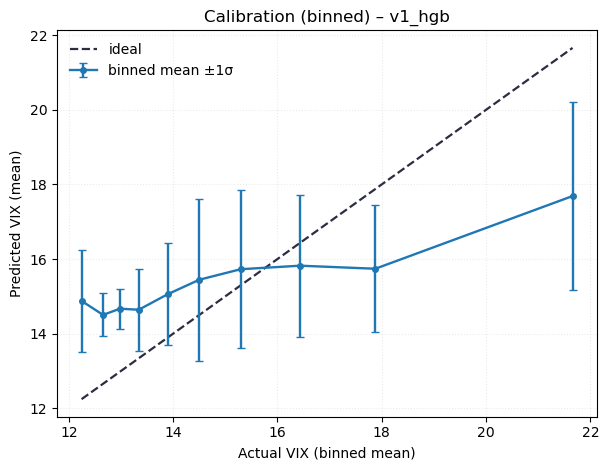 Calibration (binned) – v1_hgb
ideal
binned mean ±1σ
Predicted VIX (mean)
22
20
18
16
14
12
12
14
16
18
20
22
Actual VIX (binned mean)